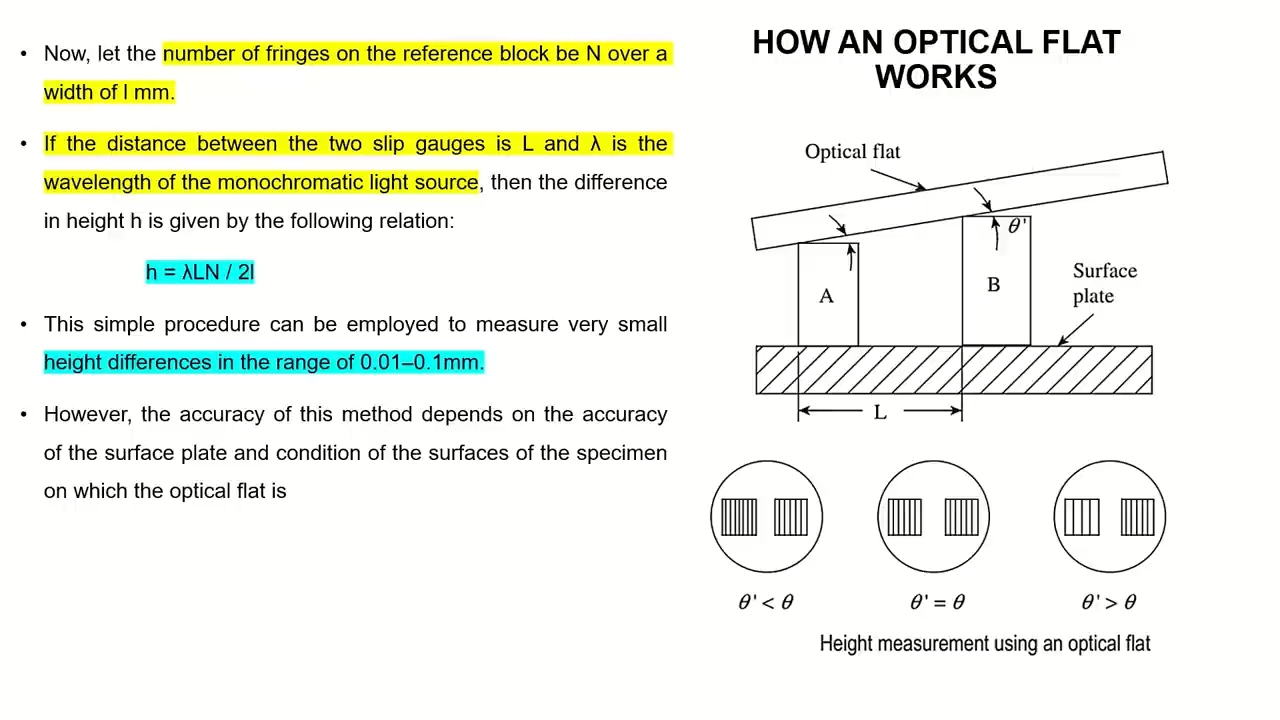 HOW AN OPTICAL FLAT
WORKS
• Now, let the number of fringes on the reference block be N over a
width of l mm.
• If the distance between the two slip gauges is L and λ is the
wavelength of the monochromatic light source, then the difference
in height h is given by the following relation:
h = λLN / 2l
• This simple procedure can be employed to measure very small
height differences in the range of 0.01–0.1mm.
• However, the accuracy of this method depends on the accuracy
of the surface plate and condition of the surfaces of the specimen
on which the optical flat is
Optical flat
θ'
A
B
Surface
plate
L
θ' < θ
θ' = θ
θ' > θ
Height measurement using an optical flat